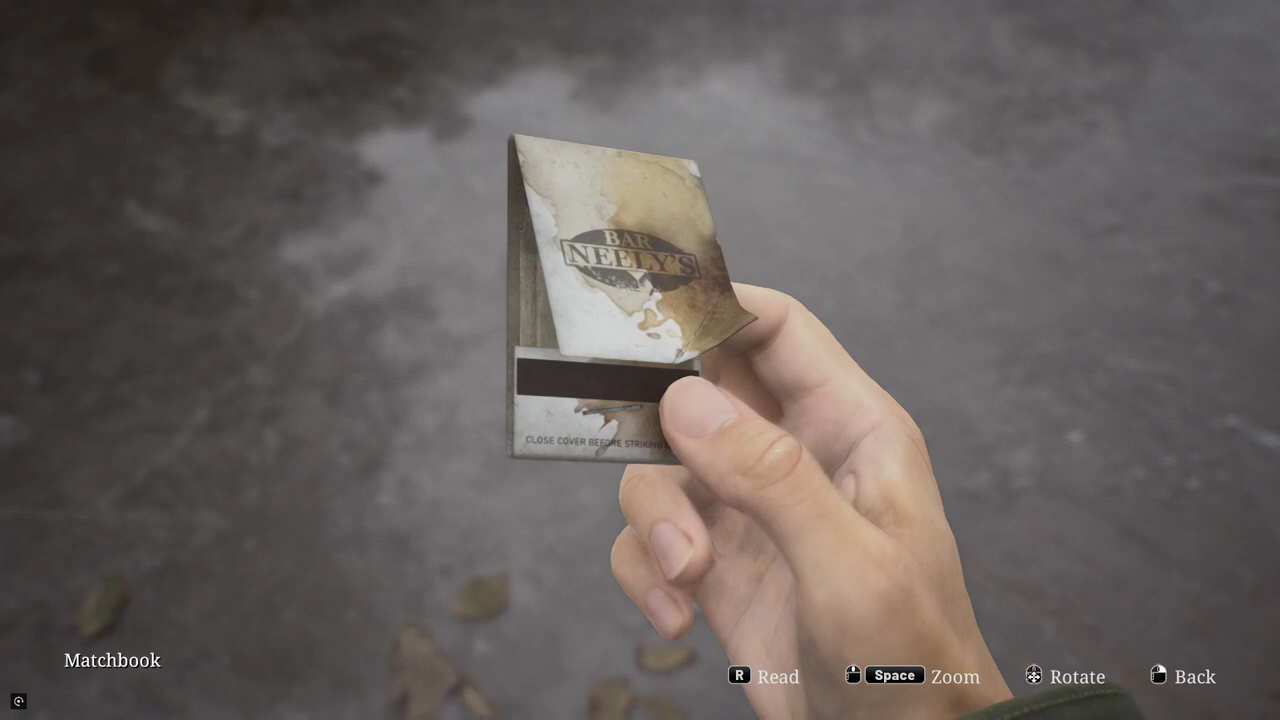 BAR
NEELY'S
CLOSE COVER BEFORE STRIKING
Matchbook
R Read
Space Zoom
Rotate
Back